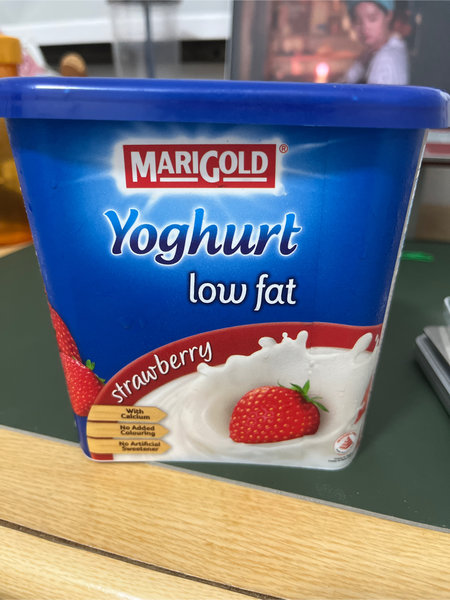 MARIGOLD®
Yoghurt
low fat
strawberry
With
Calcium
No Added
Colouring
No Artificial
Sweetener